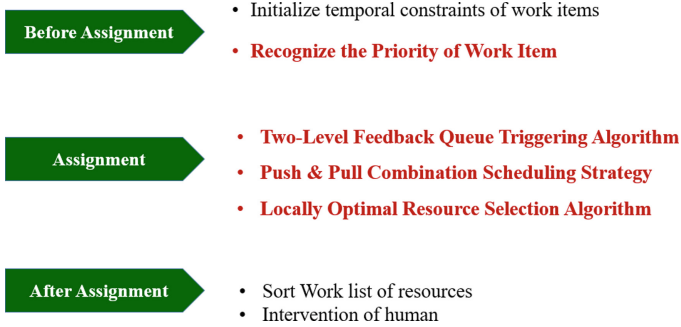 Before Assignment
• Initialize temporal constraints of work items
• Recognize the Priority of Work Item
Assignment
• Two-Level Feedback Queue Triggering Algorithm
• Push & Pull Combination Scheduling Strategy
• Locally Optimal Resource Selection Algorithm
After Assignment
• Sort Work list of resources
• Intervention of human